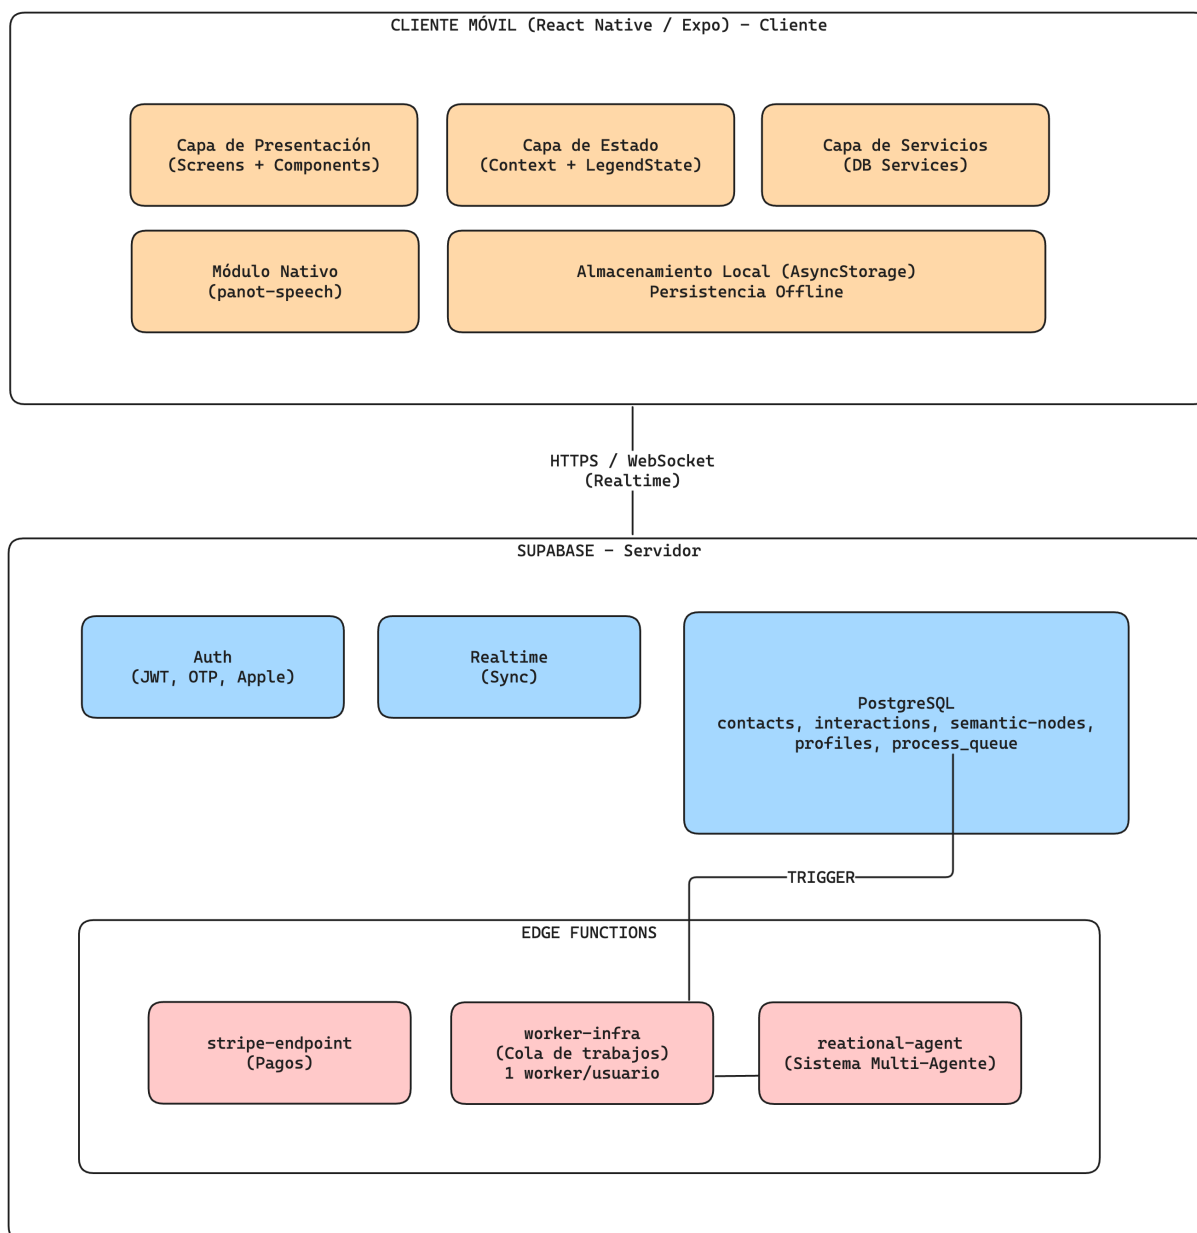 CLIENTE MÓVIL (React Native / Expo) - Cliente
Capa de Presentación
(Screens + Components)
Capa de Estado
(Context + LegendState)
Capa de Servicios
(DB Services)
Módulo Nativo
(panot-speech)
Almacenamiento Local (AsyncStorage)
Persistencia Offline
HTTPS / WebSocket
(Realtime)
SUPABASE - Servidor
Auth
(JWT, OTP, Apple)
Realtime
(Sync)
PostgreSQL
contacts, interactions, semantic-nodes,
profiles, process_queue
TRIGGER
EDGE FUNCTIONS
stripe-endpoint
(Pagos)
worker-infra
(Cola de trabajos)
1 worker/usuario
reational-agent
(Sistema Multi-Agente)